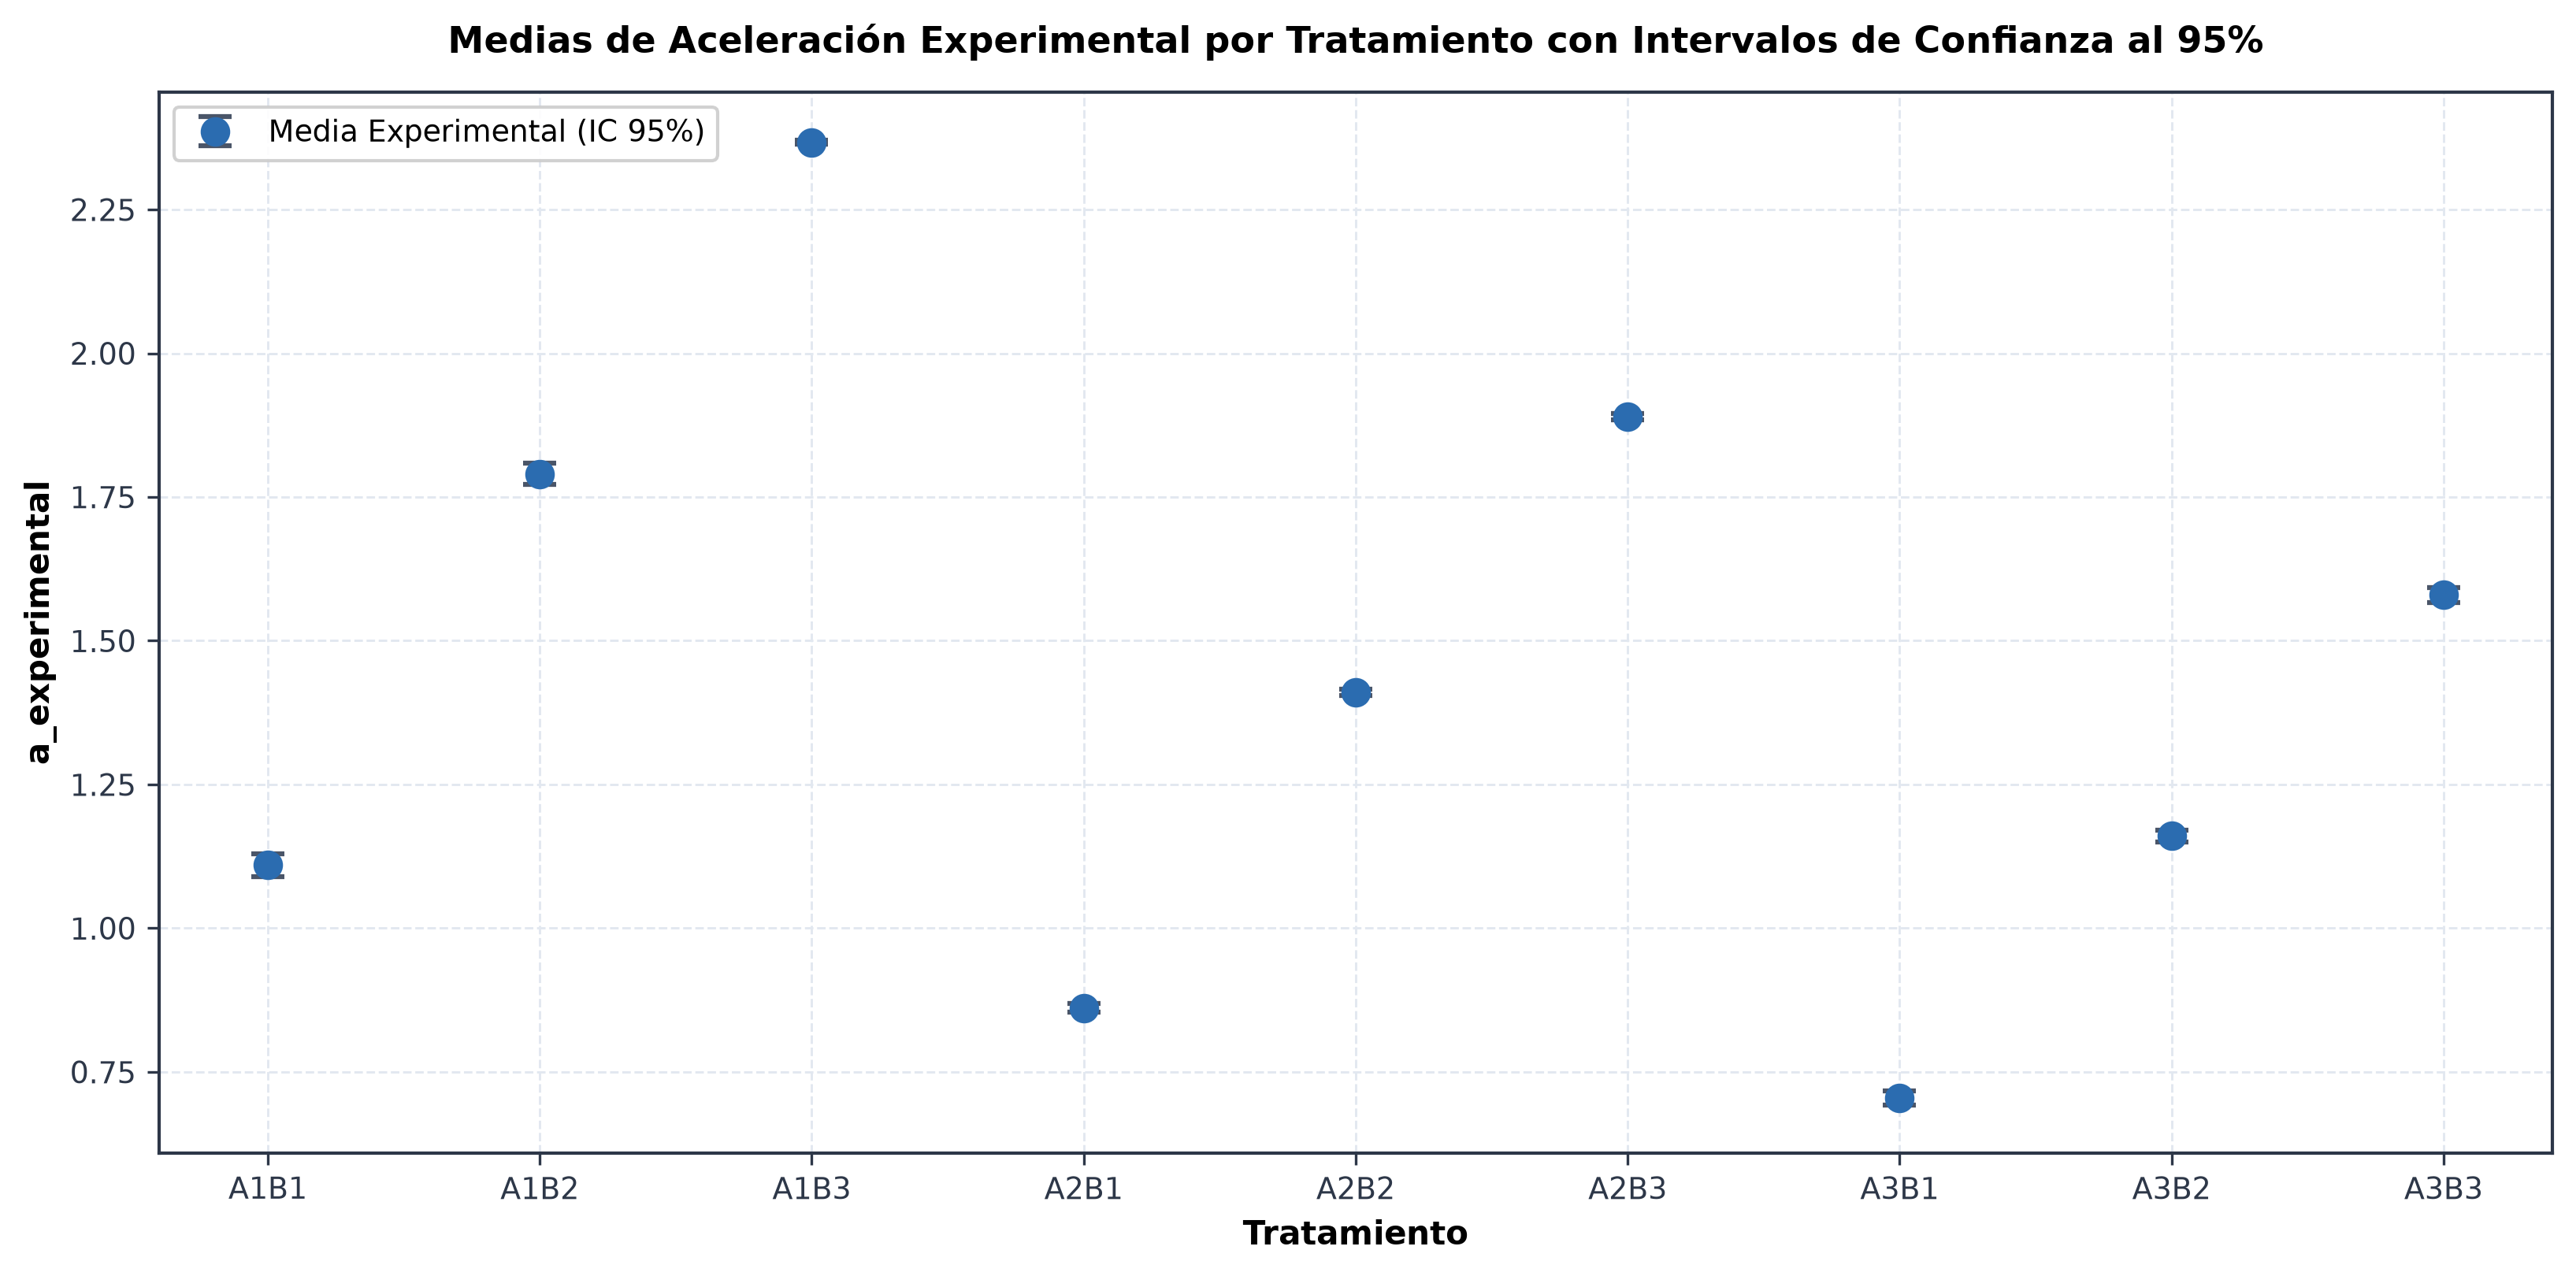 Medias de Aceleración Experimental por Tratamiento con Intervalos de Confianza al 95%
Media Experimental (IC 95%)
a_experimental
2.25
2.00
1.75
1.50
1.25
1.00
0.75
A1B1 A1B2 A1B3 A2B1 A2B2 A2B3 A3B1 A3B2 A3B3
Tratamiento